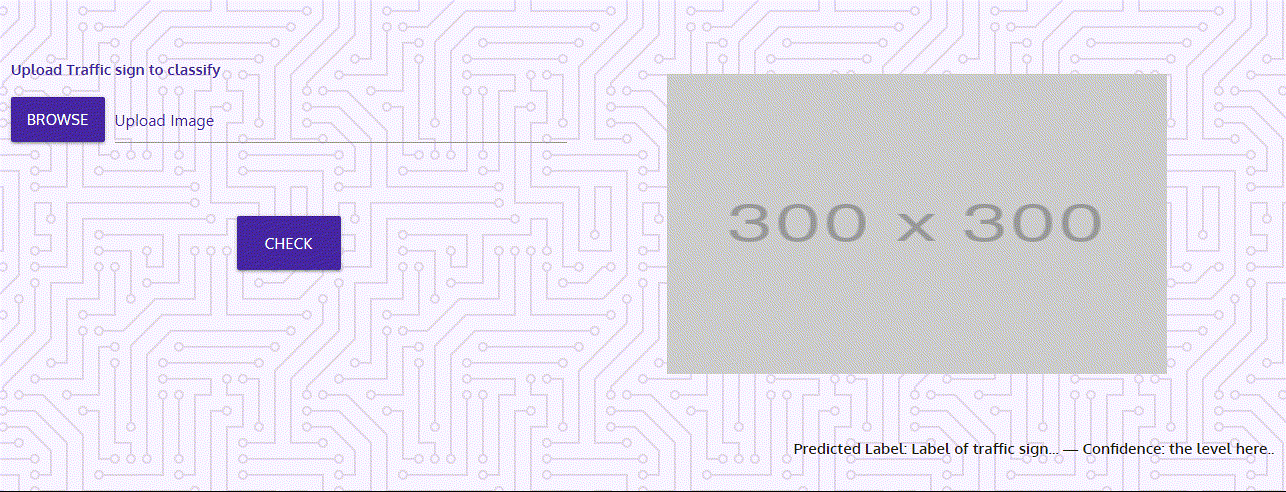 Upload Traffic sign to classify
BROWSE Upload Image
CHECK
300 x 300
Predicted Label: Label of traffic sign... — Confidence: the level here..